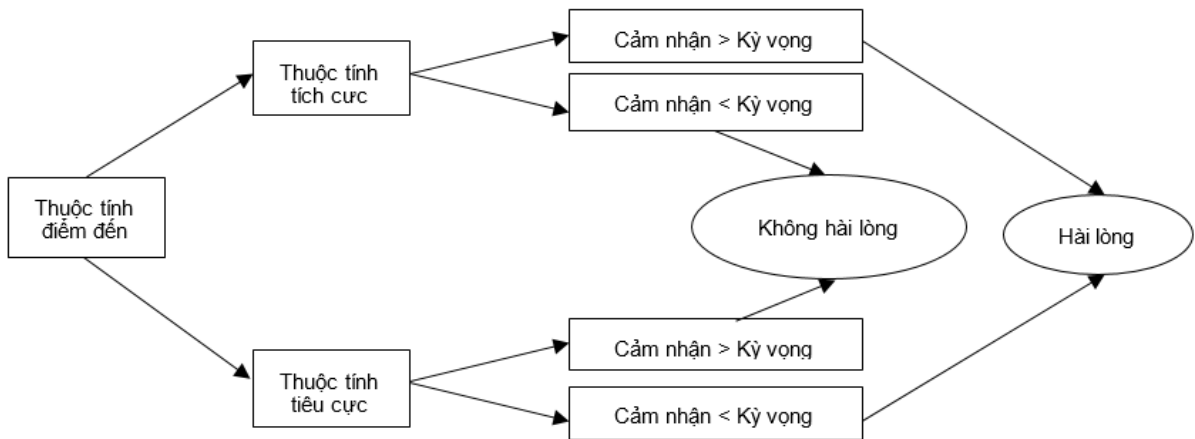 Cảm nhận > Kỳ vọng
Thuộc tính
tích cưc
Cảm nhận < Kỳ vọng
Thuộc tính
điểm đến
Không hài lòng
Hài lòng
Cảm nhận > Kỳ vọng
Thuộc tính
tiêu cực
Cảm nhận < Kỳ vọng